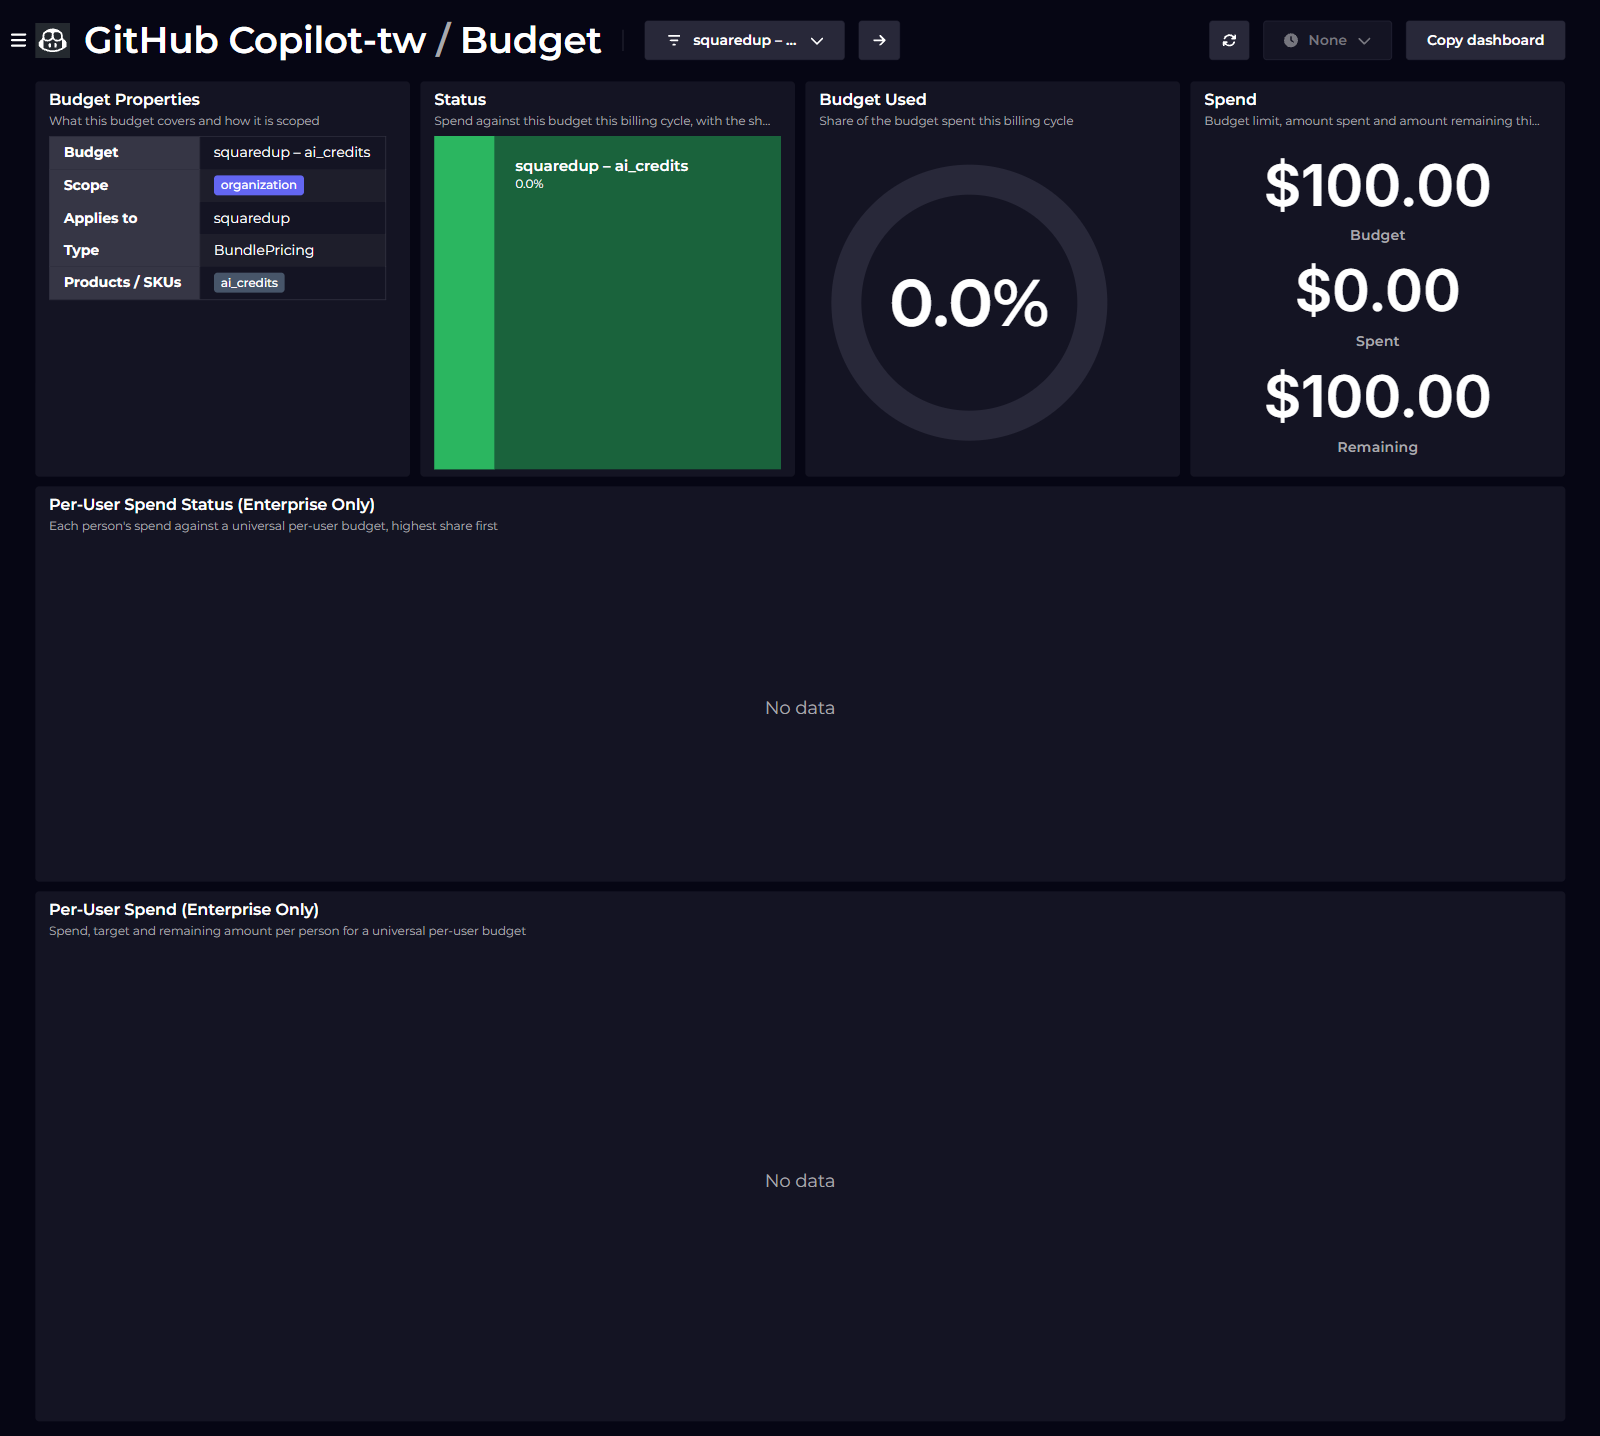 GitHub Copilot-tw / Budget
squaredup – ...
None
Copy dashboard
Budget Properties
What this budget covers and how it is scoped
Budget squaredup – ai_credits
Scope organization
Applies to squaredup
Type BundlePricing
Products / SKUs ai_credits
Status
Spend against this budget this billing cycle, with the sh...
squaredup – ai_credits
0.0%
Budget Used
Share of the budget spent this billing cycle
0.0%
Spend
Budget limit, amount spent and amount remaining thi...
$100.00
Budget
$0.00
Spent
$100.00
Remaining
Per-User Spend Status (Enterprise Only)
Each person's spend against a universal per-user budget, highest share first
No data
Per-User Spend (Enterprise Only)
Spend, target and remaining amount per person for a universal per-user budget
No data